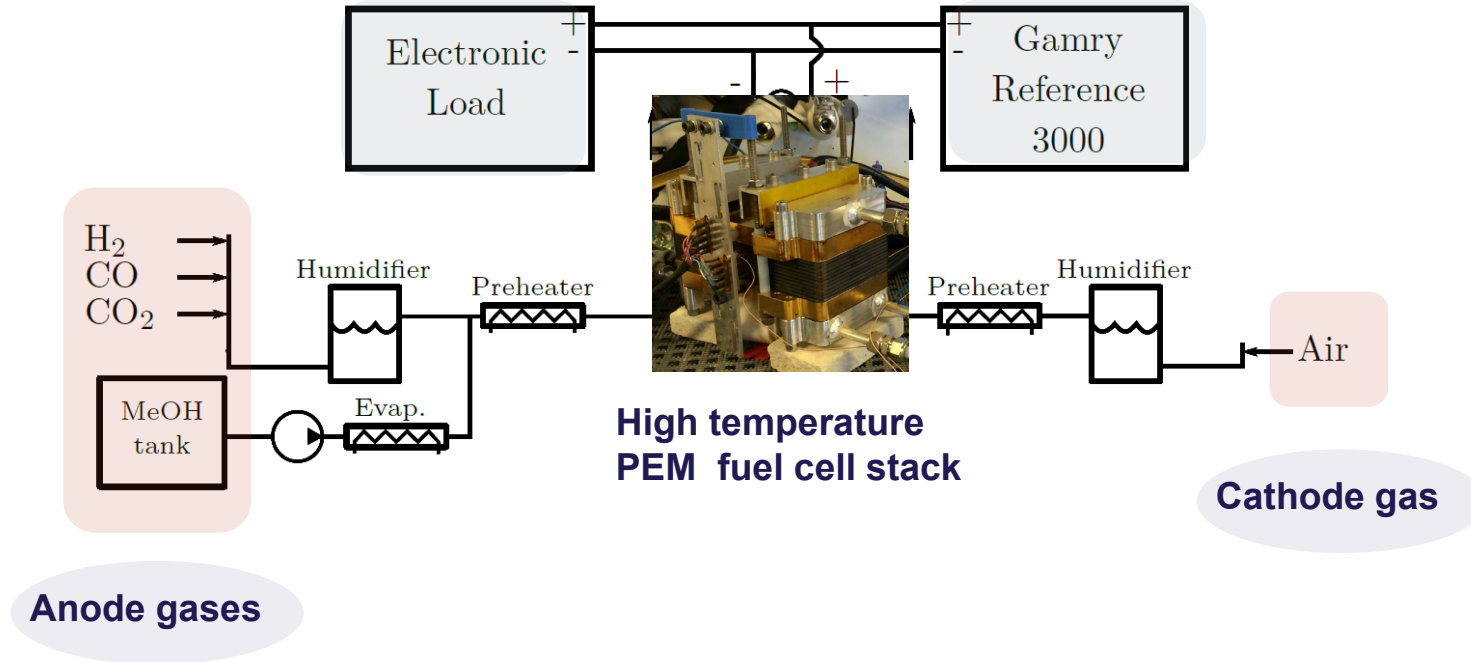 +
-
Electronic
Load
+
-
Gamry
Reference
3000
-
+
H₂
CO
CO₂
Humidifier
Preheater
Preheater
Humidifier
Air
MeOH
tank
Evap.
High temperature
PEM fuel cell stack
Cathode gas
Anode gases